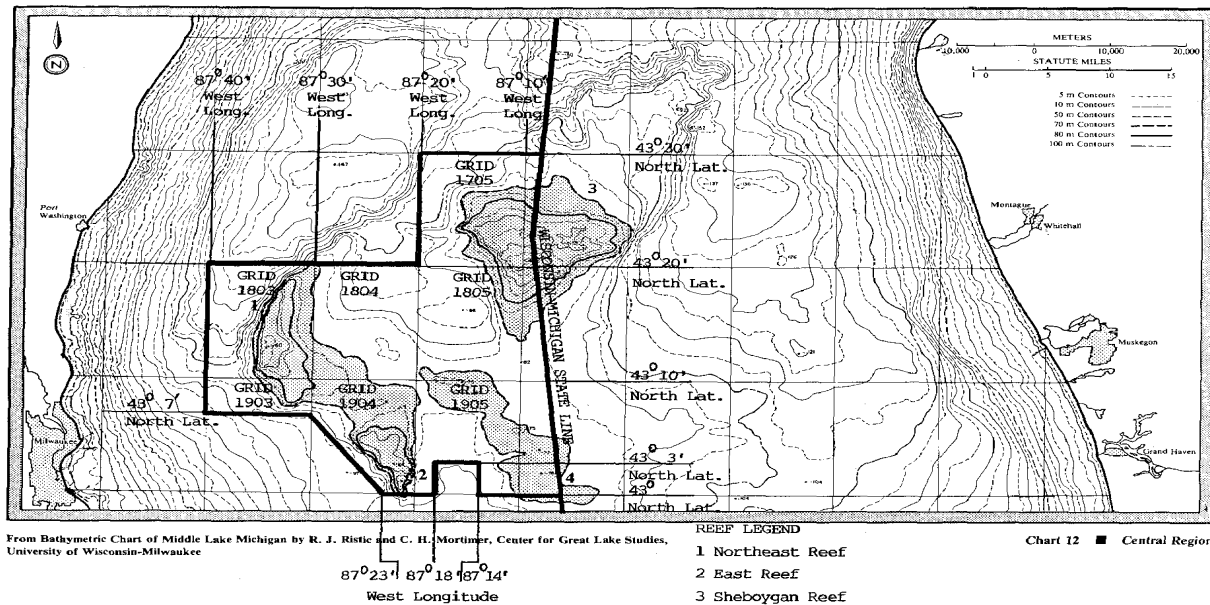 METERS
10,000 0 10,000 20,000
STATUTE MILES
1 0 5 10 15
5 m Contours
10 m Contours
50 m Contours
70 m Contours
80 m Contours
100 m Contours
N
87° 40' West Long.
87° 30' West Long.
87° 20' West Long.
87° 10' West Long.
43° 30' North Lat.
GRID 1705
3
Port Washington
Montague
Whitehall
43° 20' North Lat.
GRID 1803
GRID 1804
GRID 1805
1
WISCONSIN-MICHIGAN STATE LINE
Muskegon
43° 10'
North Lat.
GRID 1903
GRID 1904
GRID 1905
43° 7'
North Lat.
Milwaukee
Grand Haven
43° 3'
North Lat.
2
4
43°
North Lat.
From Bathymetric Chart of Middle Lake Michigan by R. J. Ristic and C. H. Mortimer, Center for Great Lake Studies,
University of Wisconsin-Milwaukee
Chart 12 ■ Central Region
87° 23' 87° 18' 87° 14'
West Longitude
REEF LEGEND
1 Northeast Reef
2 East Reef
3 Sheboygan Reef